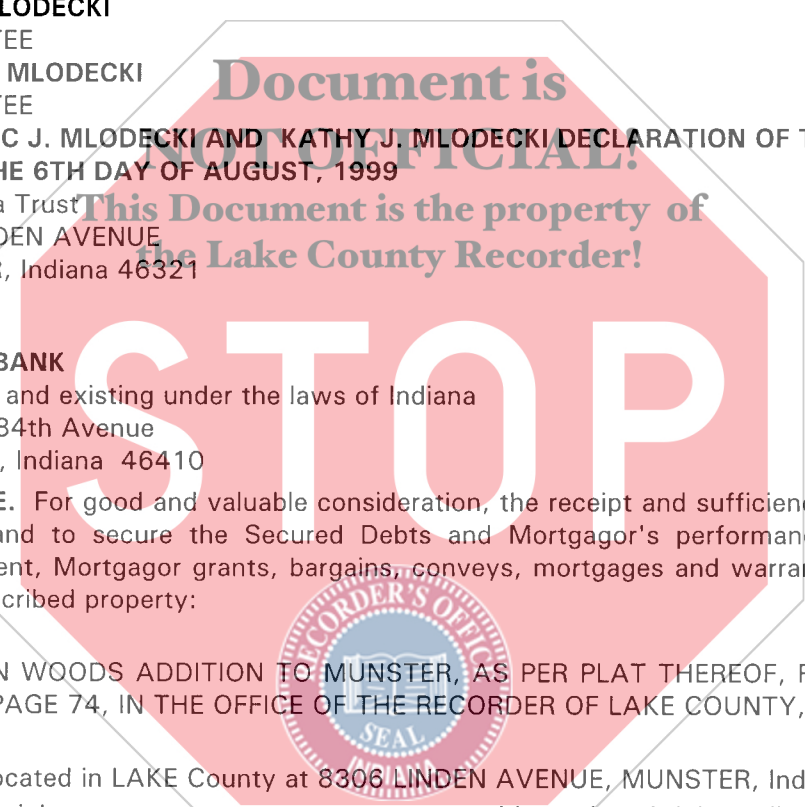 LODECKI
TEE
MLODECKI
TEE
C J. MLODECKI AND KATHY J. MLODECKI DECLARATION OF T
HE 6TH DAY OF AUGUST, 1999
a Trust
DEN AVENUE
R, Indiana 46321
Document is
NOT OFFICIAL!
This Document is the property of
the Lake County Recorder!
STOP
BANK
and existing under the laws of Indiana
84th Avenue
, Indiana 46410
E. For good and valuable consideration, the receipt and sufficienc
and to secure the Secured Debts and Mortgagor's performanc
ent, Mortgagor grants, bargains, conveys, mortgages and warran
cribed property:
N WOODS ADDITION TO MUNSTER, AS PER PLAT THEREOF, R
PAGE 74, IN THE OFFICE OF THE RECORDER OF LAKE COUNTY,
RECORDER'S OFFICE
SEAL
INDIANA
ocated in LAKE County at 8306 LINDEN AVENUE, MUNSTER, Ind